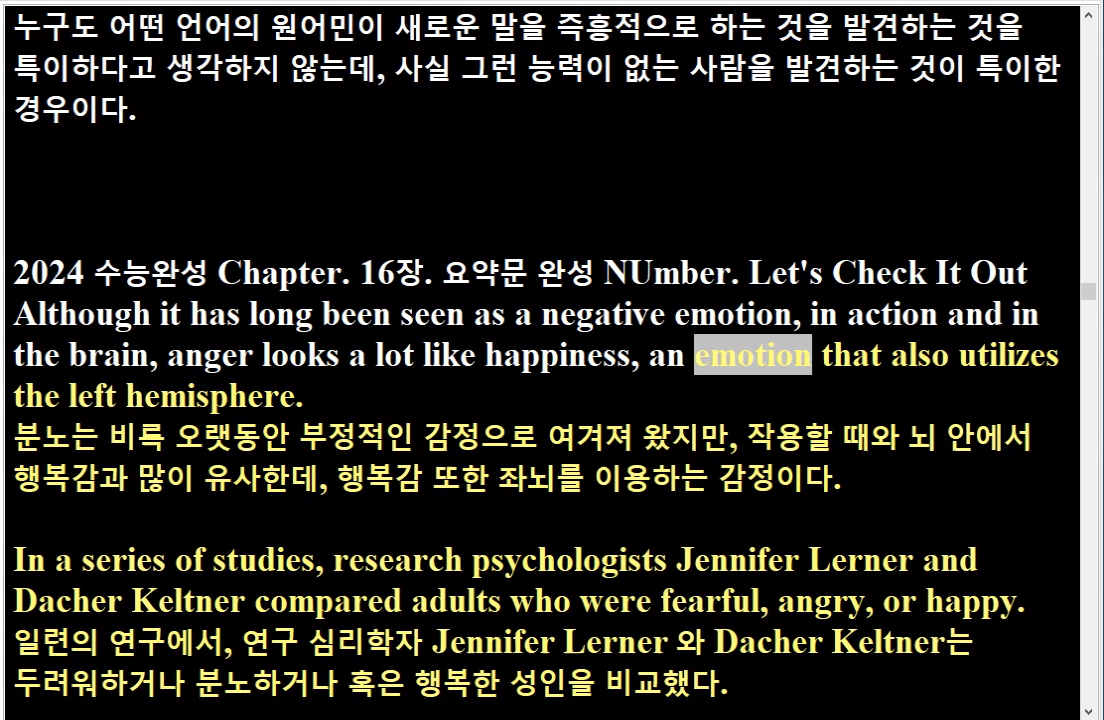 누구도 어떤 언어의 원어민이 새로운 말을 즉흥적으로 하는 것을 발견하는 것을
특이하다고 생각하지 않는데, 사실 그런 능력이 없는 사람을 발견하는 것이 특이한
경우이다.
2024 수능완성 Chapter. 16장. 요약문 완성 NUmber. Let's Check It Out
Although it has long been seen as a negative emotion, in action and in
the brain, anger looks a lot like happiness, an emotion that also utilizes
the left hemisphere.
분노는 비록 오랫동안 부정적인 감정으로 여겨져 왔지만, 작용할 때와 뇌 안에서
행복감과 많이 유사한데, 행복감 또한 좌뇌를 이용하는 감정이다.
In a series of studies, research psychologists Jennifer Lerner and
Dacher Keltner compared adults who were fearful, angry, or happy.
일련의 연구에서, 연구 심리학자 Jennifer Lerner 와 Dacher Keltner는
두려워하거나 분노하거나 혹은 행복한 성인을 비교했다.